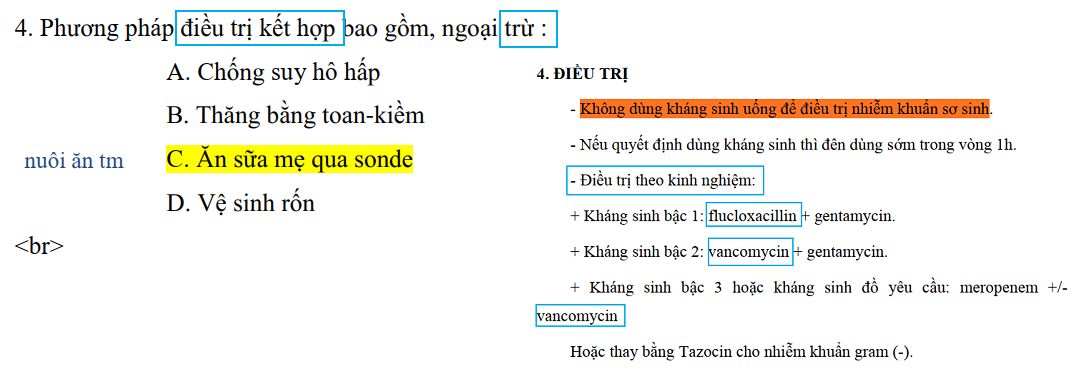 4. Phương pháp điều trị kết hợp bao gồm, ngoại trừ :
A. Chống suy hô hấp
B. Thăng bằng toan-kiềm
nuôi ăn tm
C. Ăn sữa mẹ qua sonde
D. Vệ sinh rốn
<br>
4. ĐIỀU TRỊ
- Không dùng kháng sinh uống để điều trị nhiễm khuẩn sơ sinh.
- Nếu quyết định dùng kháng sinh thì đên dùng sớm trong vòng 1h.
- Điều trị theo kinh nghiệm:
+ Kháng sinh bậc 1: flucloxacillin + gentamycin.
+ Kháng sinh bậc 2: vancomycin + gentamycin.
+ Kháng sinh bậc 3 hoặc kháng sinh đồ yêu cầu: meropenem +/-
vancomycin
Hoặc thay bằng Tazocin cho nhiễm khuẩn gram (-).